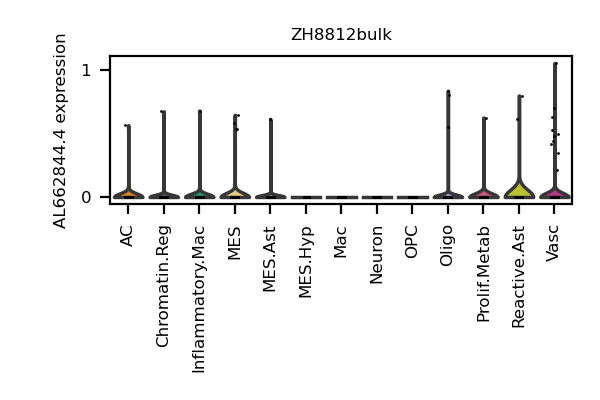 ZH8812bulk
AL662844.4 expression
1
0
AC
Chromatin.Reg
Inflammatory.Mac
MES
MES.Ast
MES.Hyp
Mac
Neuron
OPC
Oligo
Prolif.Metab
Reactive.Ast
Vasc